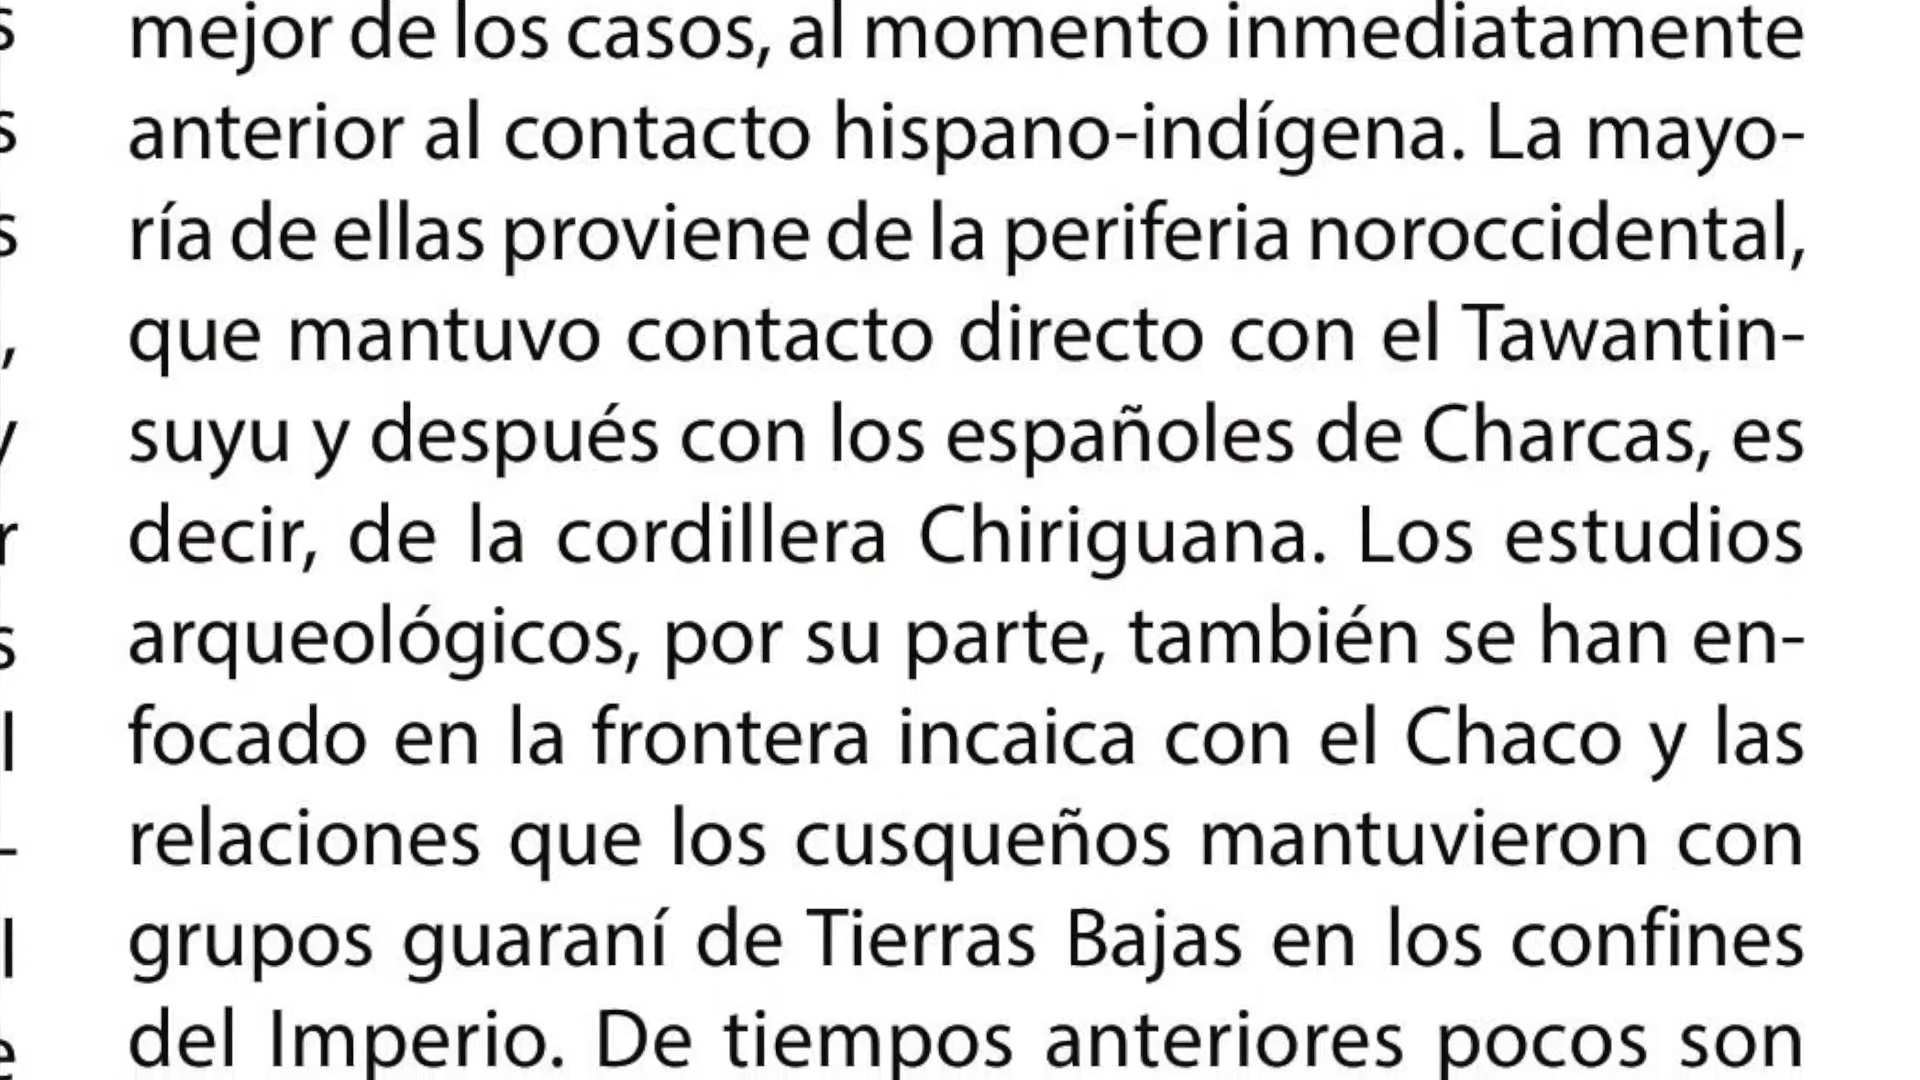 mejor de los casos, al momento inmediatamente
anterior al contacto hispano-indígena. La mayo-
ría de ellas proviene de la periferia noroccidental,
que mantuvo contacto directo con el Tawantin-
suyu y después con los españoles de Charcas, es
decir, de la cordillera Chiriguana. Los estudios
arqueológicos, por su parte, también se han en-
focado en la frontera incaica con el Chaco y las
relaciones que los cusqueños mantuvieron con
grupos guaraní de Tierras Bajas en los confines
del Imperio. De tiempos anteriores pocos son